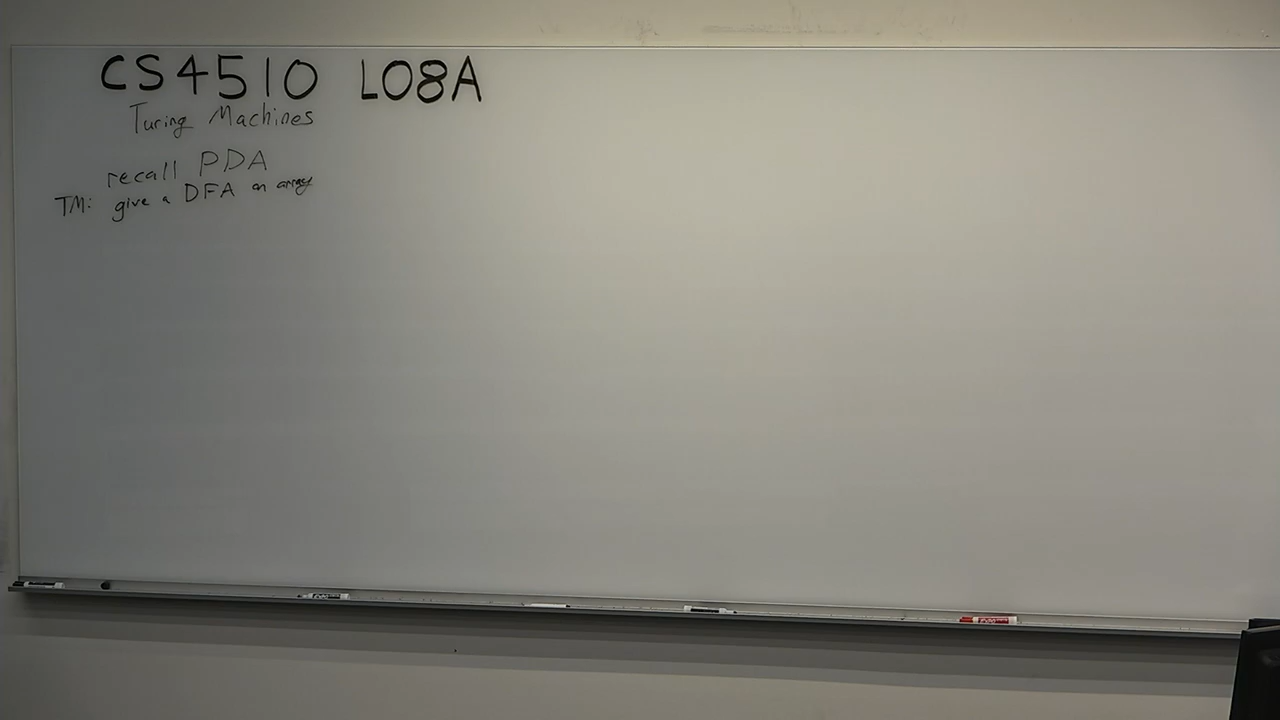 CS4510 L08A
Turing Machines
recall PDA
TM: give a DFA an array